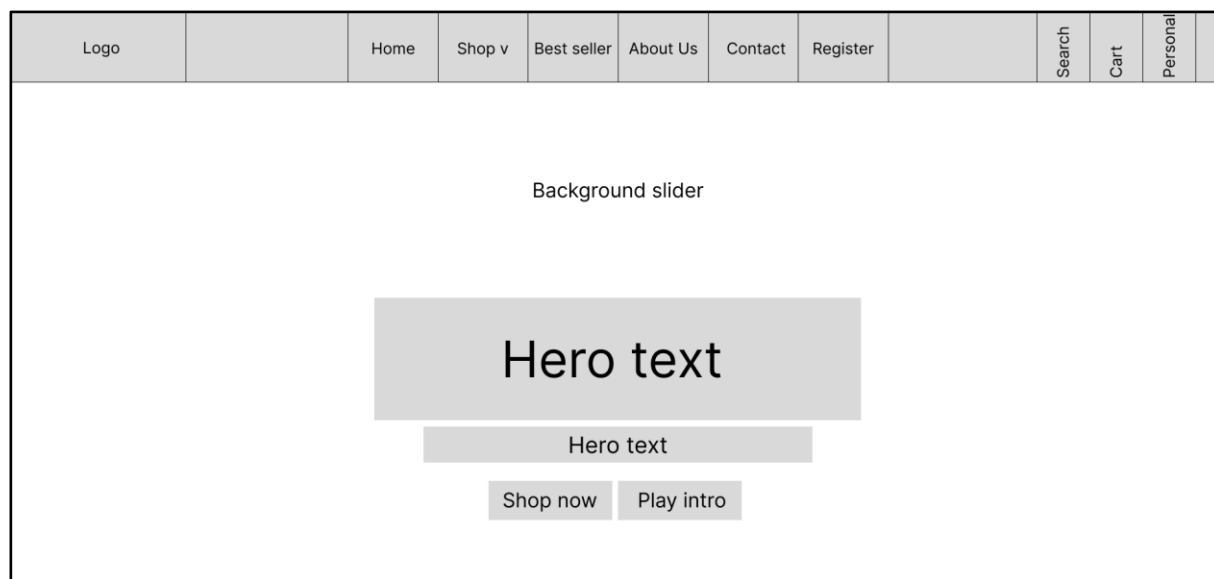 Logo
Home
Shop v
Best seller
About Us
Contact
Register
Search
Cart
Personal
Background slider
Hero text
Hero text
Shop now
Play intro